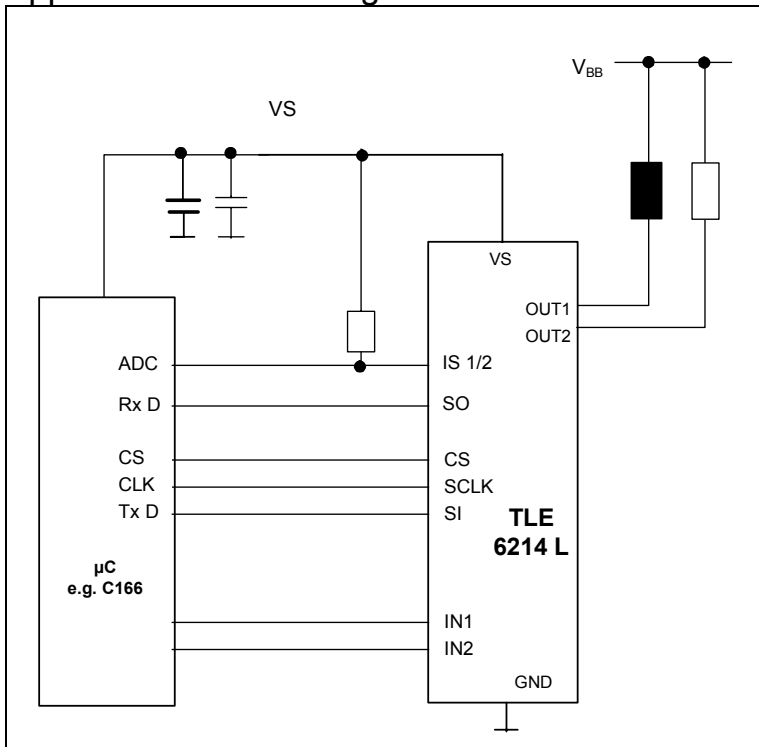 V_BB
VS
VS
OUT1
OUT2
ADC
IS 1/2
Rx D
SO
CS
CS
CLK
SCLK
Tx D
SI
TLE
6214 L
µC
e.g. C166
IN1
IN2
GND